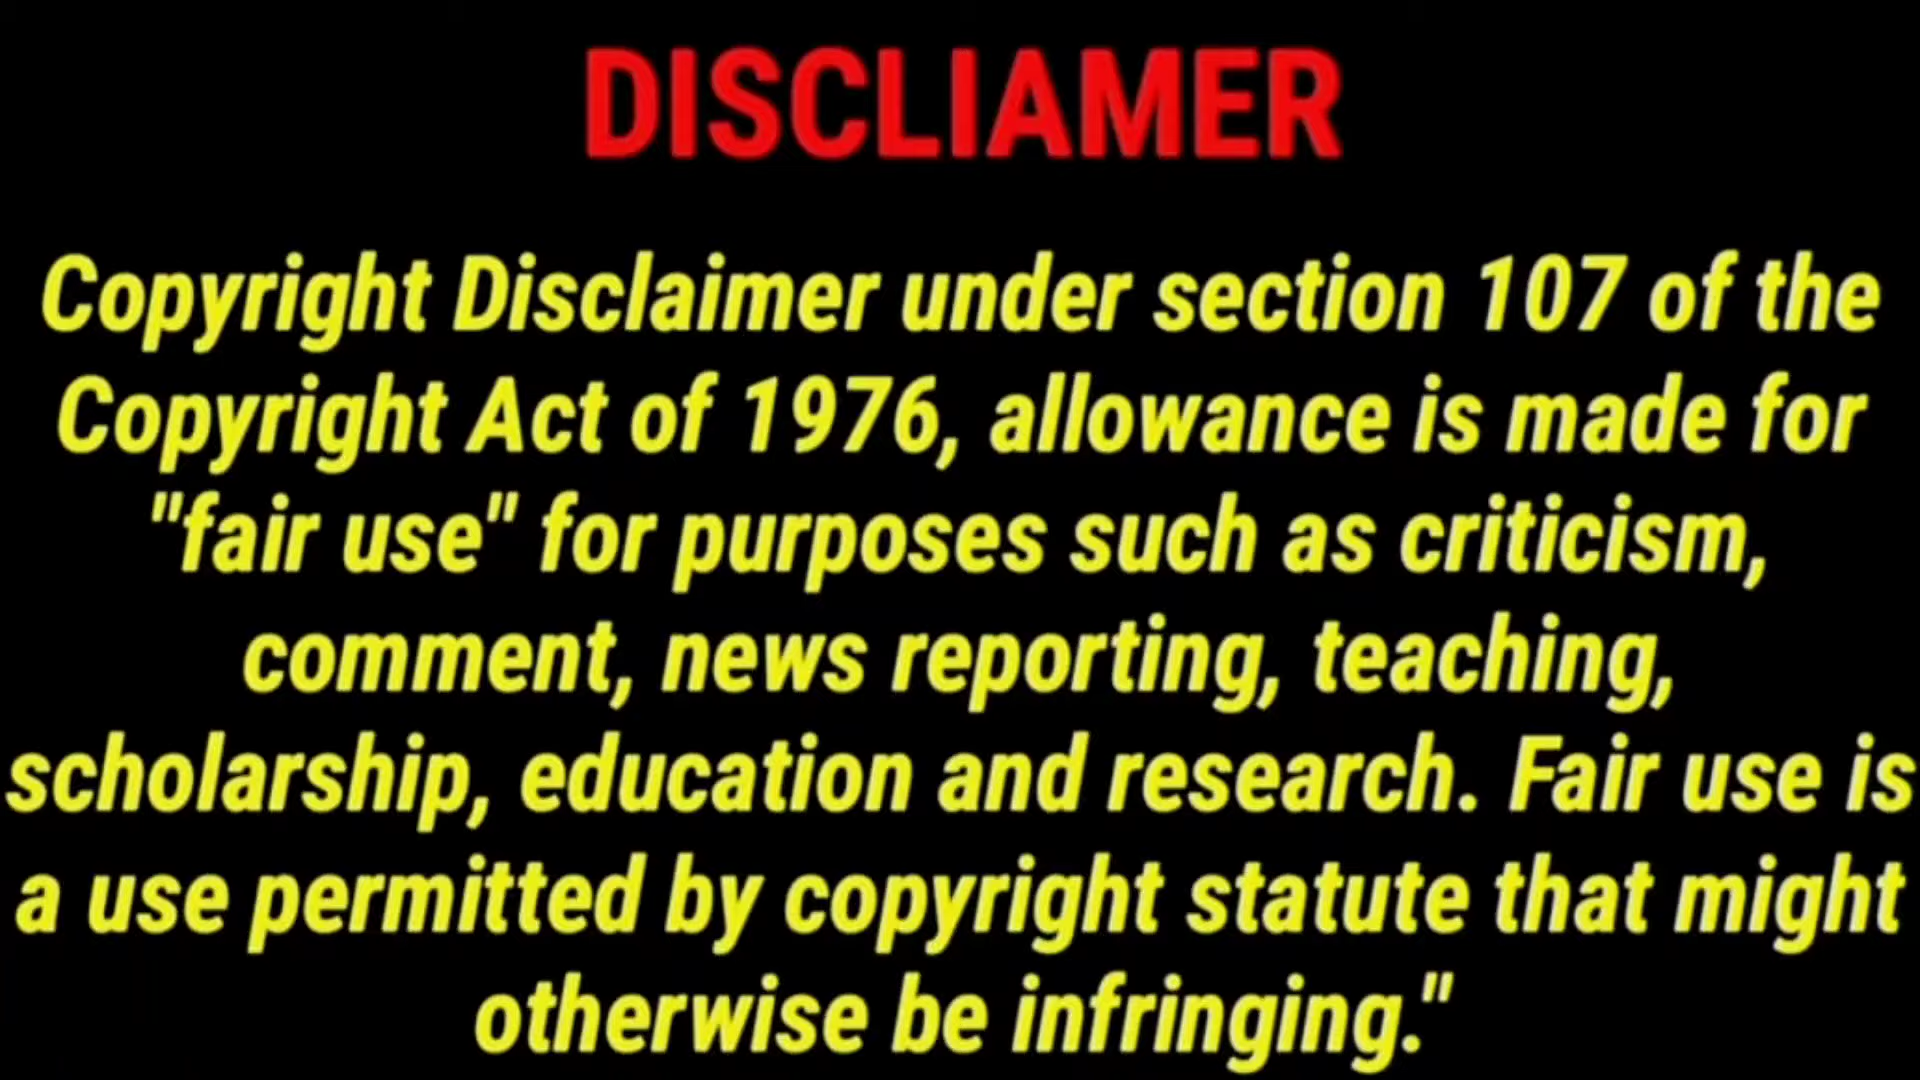 DISCLIAMER
Copyright Disclaimer under section 107 of the
Copyright Act of 1976, allowance is made for
"fair use" for purposes such as criticism,
comment, news reporting, teaching,
scholarship, education and research. Fair use is
a use permitted by copyright statute that might
otherwise be infringing."